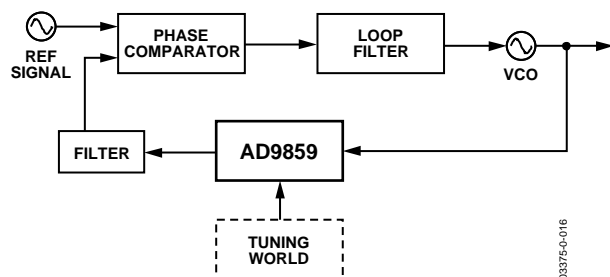 REF
SIGNAL
PHASE
COMPARATOR
LOOP
FILTER
VCO
FILTER
AD9859
TUNING
WORLD
03375-0-016